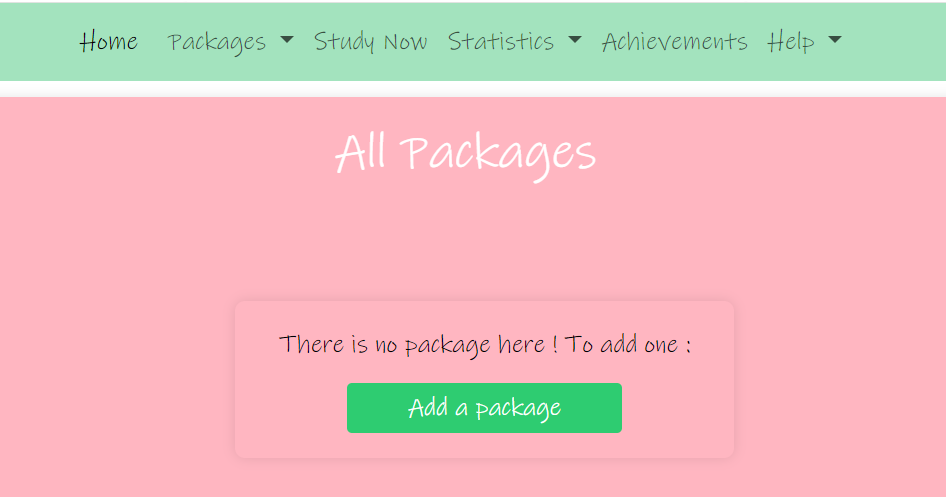 Home Packages Study Now Statistics Achievements Help
All Packages
There is no package here ! To add one :
Add a package